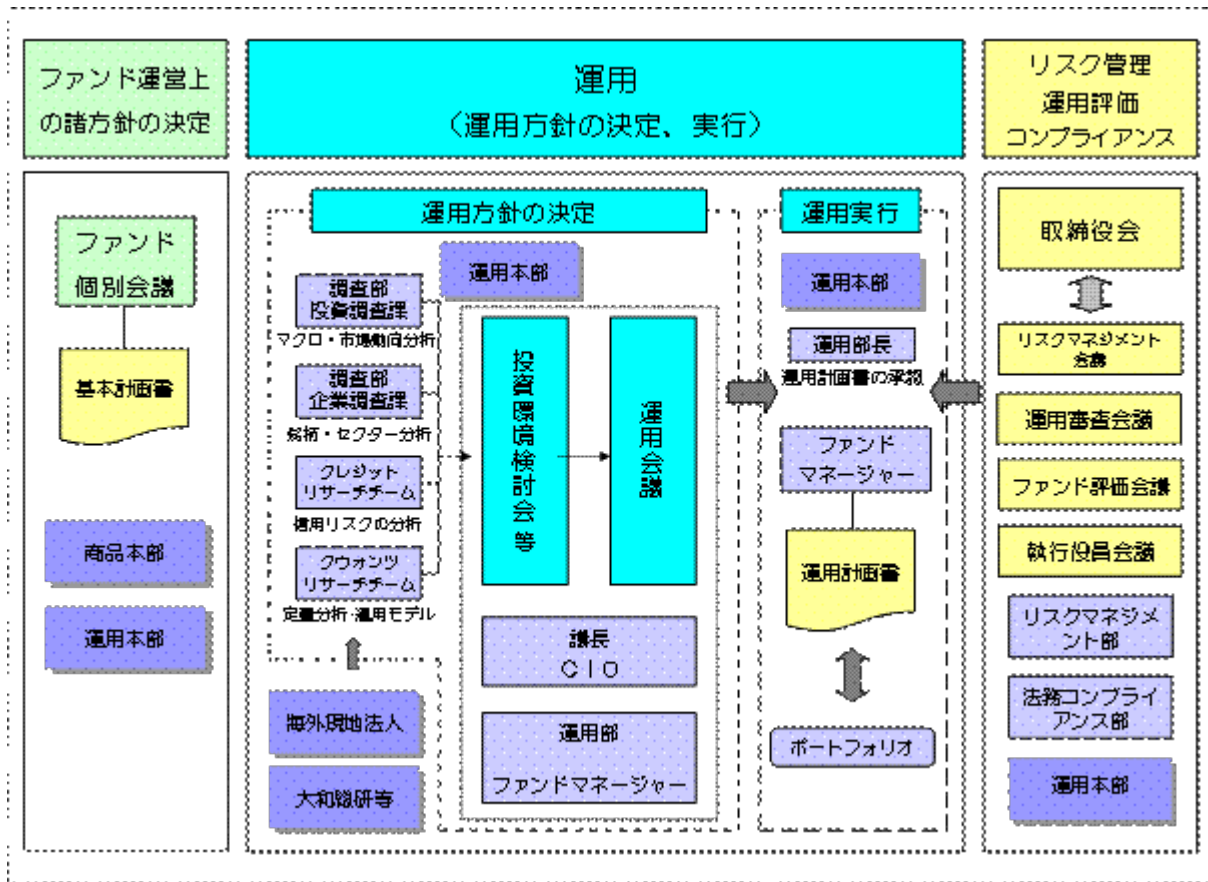 ファンド運営上
の諸方針の決定
運用
（運用方針の決定、実行）
リスク管理
運用評価
コンプライアンス
ファンド
個別会議
基本計画書
商品本部
運用本部
運用方針の決定
運用本部
調査部
投資調査課
マクロ・市場動向分析
調査部
企業調査課
銘柄・セクター分析
クレジット
リサーチチーム
信用リスクの分析
クウォンツ
リサーチチーム
定量分析・運用モデル
海外現地法人
大和総研等
投資環境検討会等
運用会議
議長
ＣＩＯ
運用部
ファンドマネージャー
運用実行
運用本部
運用部長
運用計画書の承認
ファンド
マネージャー
運用計画書
ポートフォリオ
取締役会
リスクマネジメント
会議
運用審査会議
ファンド評価会議
執行役員会議
リスクマネジメ
ント部
法務コンプライ
アンス部
運用本部